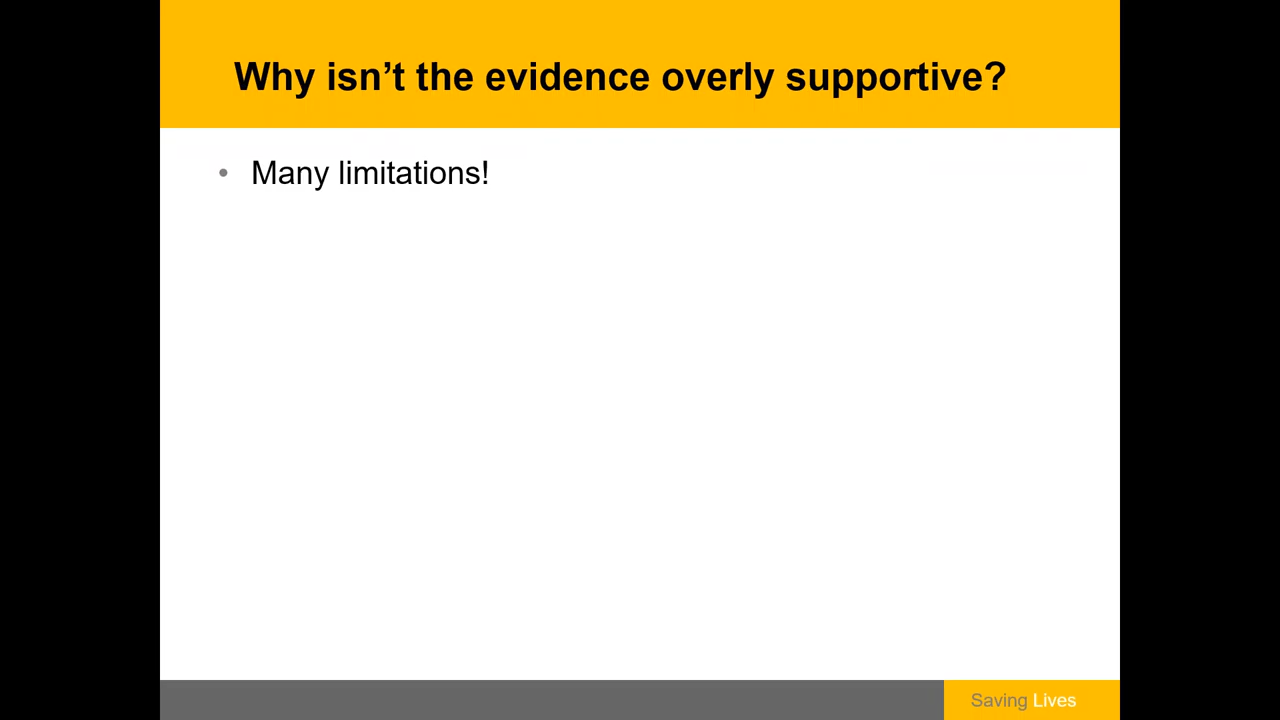 Why isn’t the evidence overly supportive?
• Many limitations!
Saving Lives